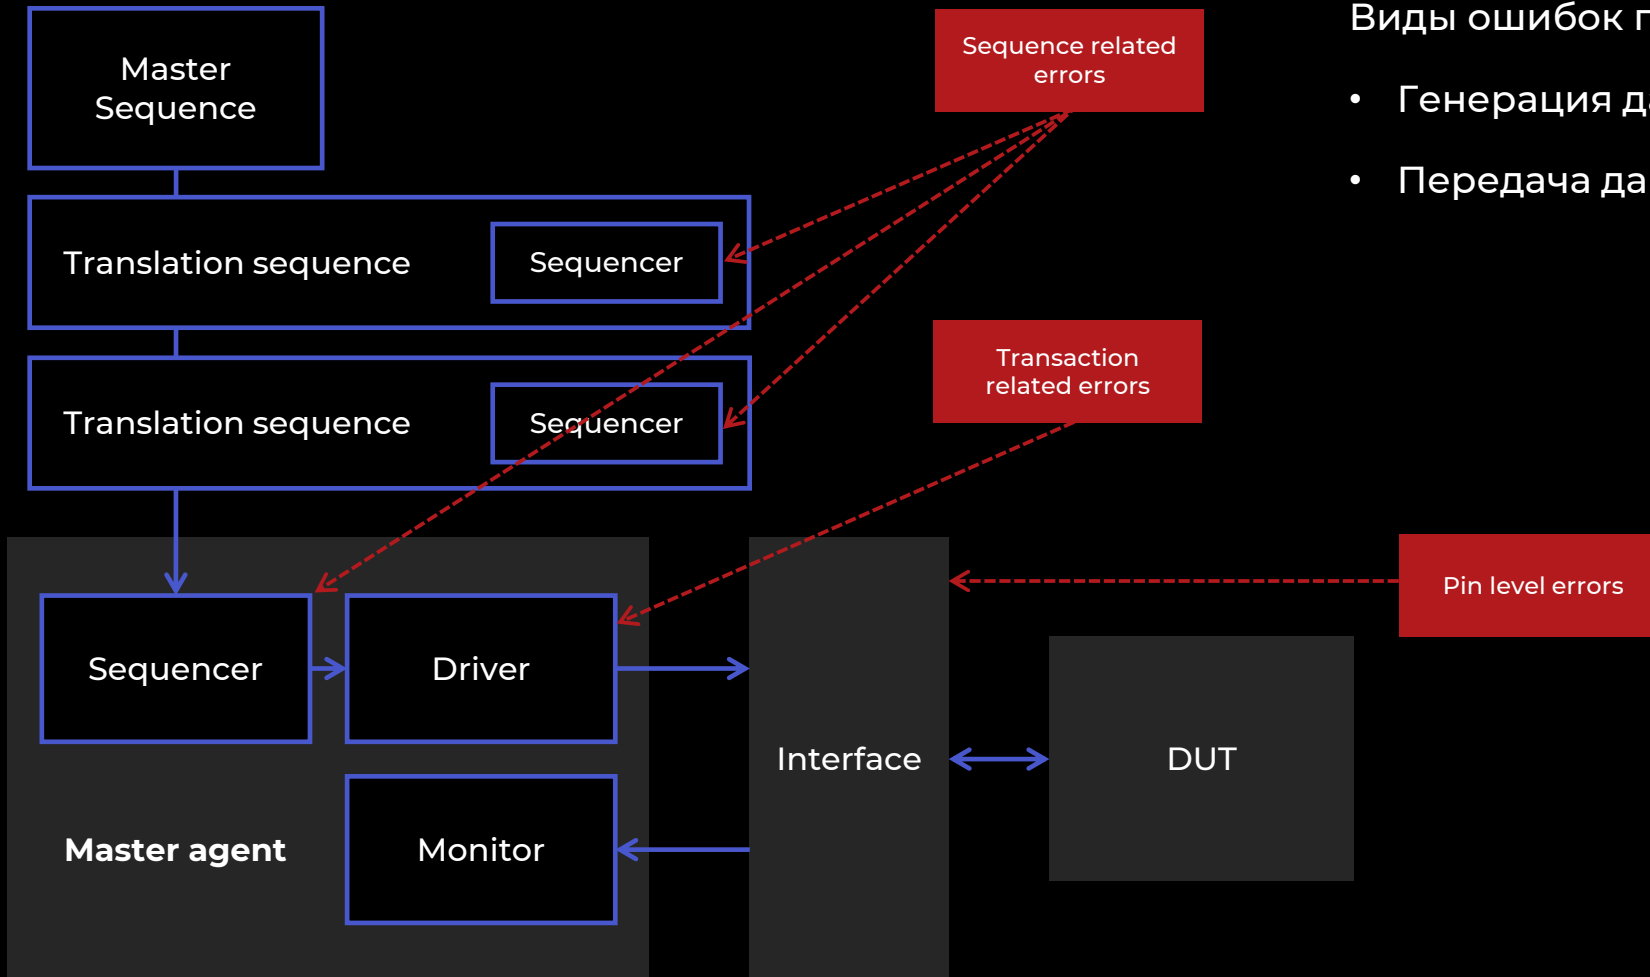 Виды ошибок
• Генерация
• Передача
Master
Sequence
Sequence related
errors
Translation sequence
Sequencer
Transaction
related errors
Translation sequence
Sequencer
Pin level errors
Sequencer
Driver
Interface
DUT
Master agent
Monitor